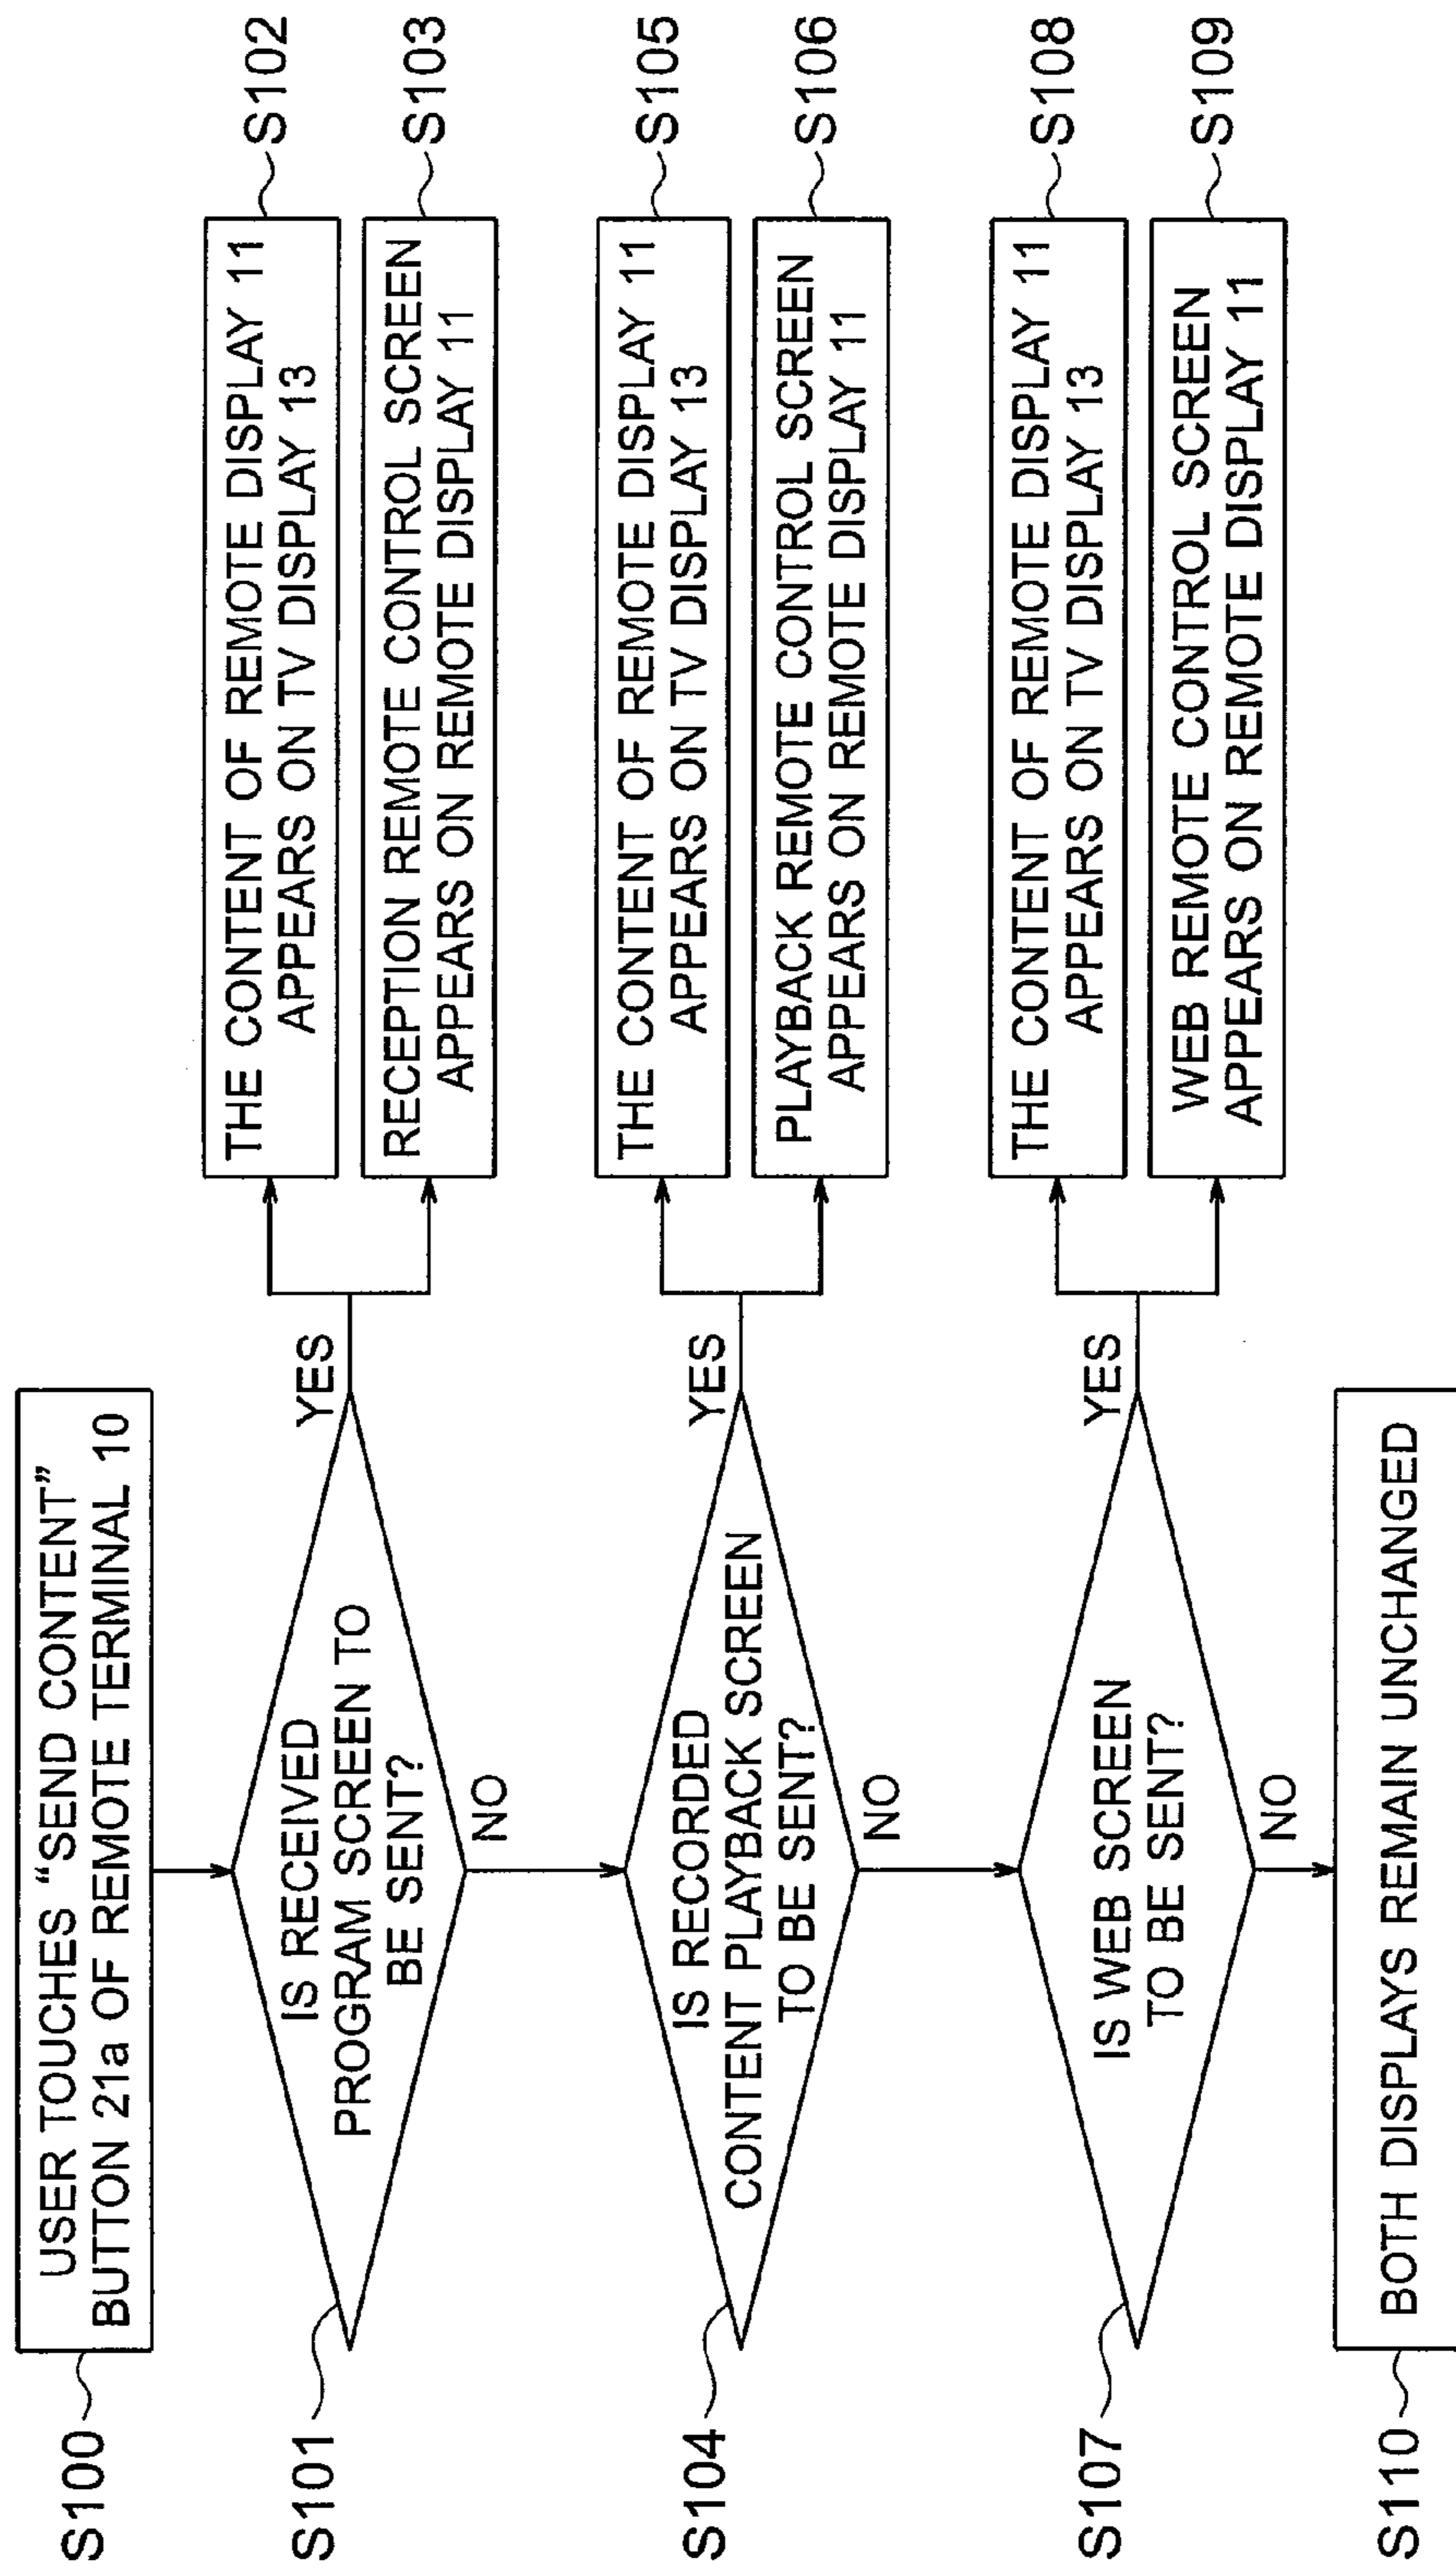 S100
USER TOUCHES “SEND CONTENT”
BUTTON 21a OF REMOTE TERMINAL 10
S101
IS RECEIVED
PROGRAM SCREEN TO
BE SENT?
YES
NO
THE CONTENT OF REMOTE DISPLAY 11
APPEARS ON TV DISPLAY 13
S102
RECEPTION REMOTE CONTROL SCREEN
APPEARS ON REMOTE DISPLAY 11
S103
S104
IS RECORDED
CONTENT PLAYBACK SCREEN
TO BE SENT?
YES
NO
THE CONTENT OF REMOTE DISPLAY 11
APPEARS ON TV DISPLAY 13
S105
PLAYBACK REMOTE CONTROL SCREEN
APPEARS ON REMOTE DISPLAY 11
S106
S107
IS WEB SCREEN
TO BE SENT?
YES
NO
THE CONTENT OF REMOTE DISPLAY 11
APPEARS ON TV DISPLAY 13
S108
WEB REMOTE CONTROL SCREEN
APPEARS ON REMOTE DISPLAY 11
S109
S110
BOTH DISPLAYS REMAIN UNCHANGED